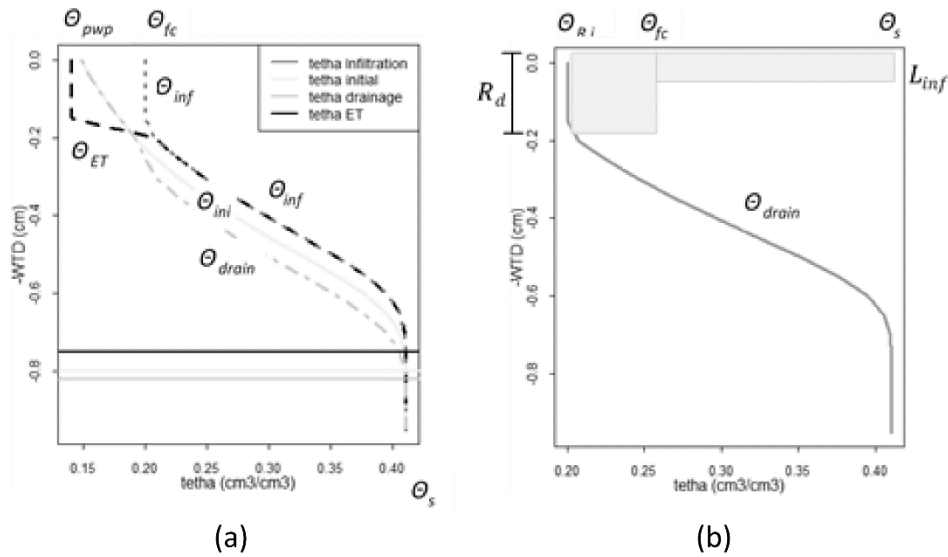 Θpwp Θfc
tetha Infiltration
tetha initial
tetha drainage
tetha ET
Θinf
ΘET
Θini
Θinf
Θdrain
-WTD (cm)
0.0
-0.2
-0.4
-0.6
-0.8
0.15 0.20 0.25 0.30 0.35 0.40
tetha (cm3/cm3)
Θs
(a)
ΘRi Θfc Θs
Rd
Linf
Θdrain
-WTD (cm)
0.0
-0.2
-0.4
-0.6
-0.8
0.20 0.25 0.30 0.35 0.40
tetha (cm3/cm3)
(b)